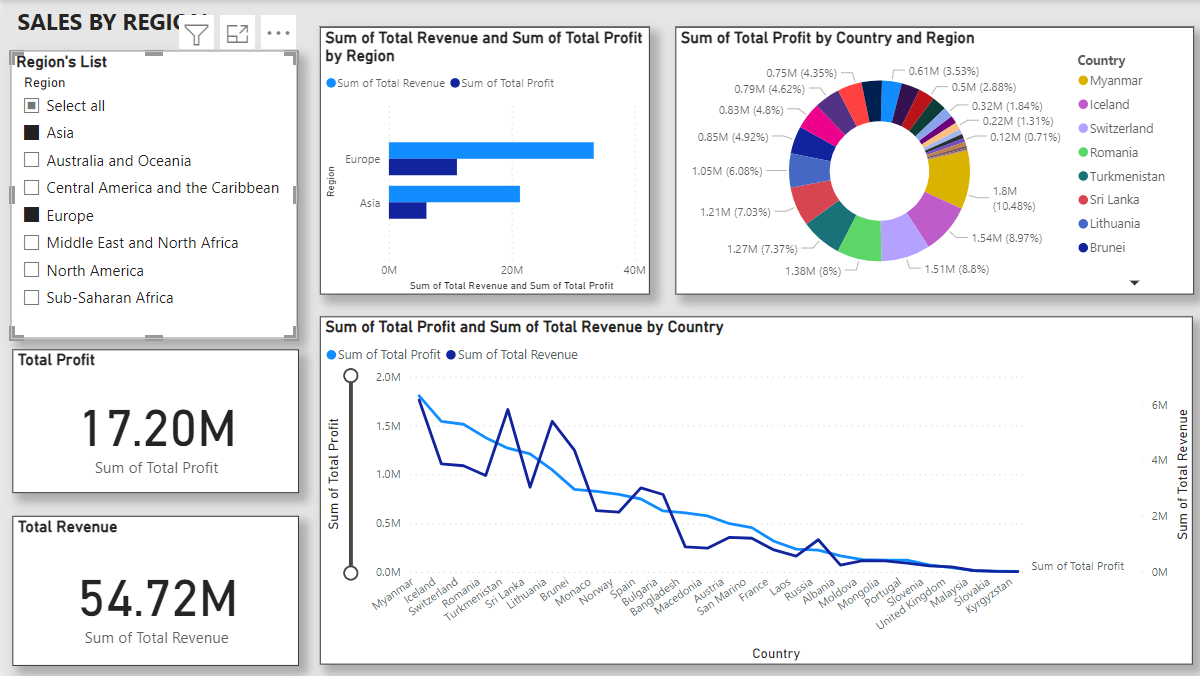 SALES BY REGIO
Region's List
Region
Select all
Asia
Australia and Oceania
Central America and the Caribbean
Europe
Middle East and North Africa
North America
Sub-Saharan Africa
Total Profit
17.20M
Sum of Total Profit
Total Revenue
54.72M
Sum of Total Revenue
Sum of Total Revenue and Sum of Total Profit
by Region
Sum of Total Revenue Sum of Total Profit
Region
Europe
Asia
0M 20M 40M
Sum of Total Revenue and Sum of Total Profit
Sum of Total Profit by Country and Region
0.75M (4.35%)
0.79M (4.62%)
0.83M (4.8%)
0.85M (4.92%)
1.05M (6.08%)
1.21M (7.03%)
1.27M (7.37%)
1.38M (8%)
0.61M (3.53%)
0.5M (2.88%)
0.32M (1.84%)
0.22M (1.31%)
0.12M (0.71%)
1.8M
(10.48%)
1.54M (8.97%)
1.51M (8.8%)
Country
Myanmar
Iceland
Switzerland
Romania
Turkmenistan
Sri Lanka
Lithuania
Brunei
Sum of Total Profit and Sum of Total Revenue by Country
Sum of Total Profit Sum of Total Revenue
Sum of Total Profit
2.0M
1.5M
1.0M
0.5M
0.0M
6M
4M
2M
0M
Sum of Total Revenue
Sum of Total Profit
Myanmar
Iceland
Switzerland
Romania
Turkmenistan
Sri Lanka
Lithuania
Brunei
Monaco
Norway
Spain
Bulgaria
Bangladesh
Macedonia
Austria
San Marino
France
Laos
Russia
Albania
Moldova
Mongolia
Portugal
Slovenia
United Kingdom
Malaysia
Slovakia
Kyrgyzstan
Country